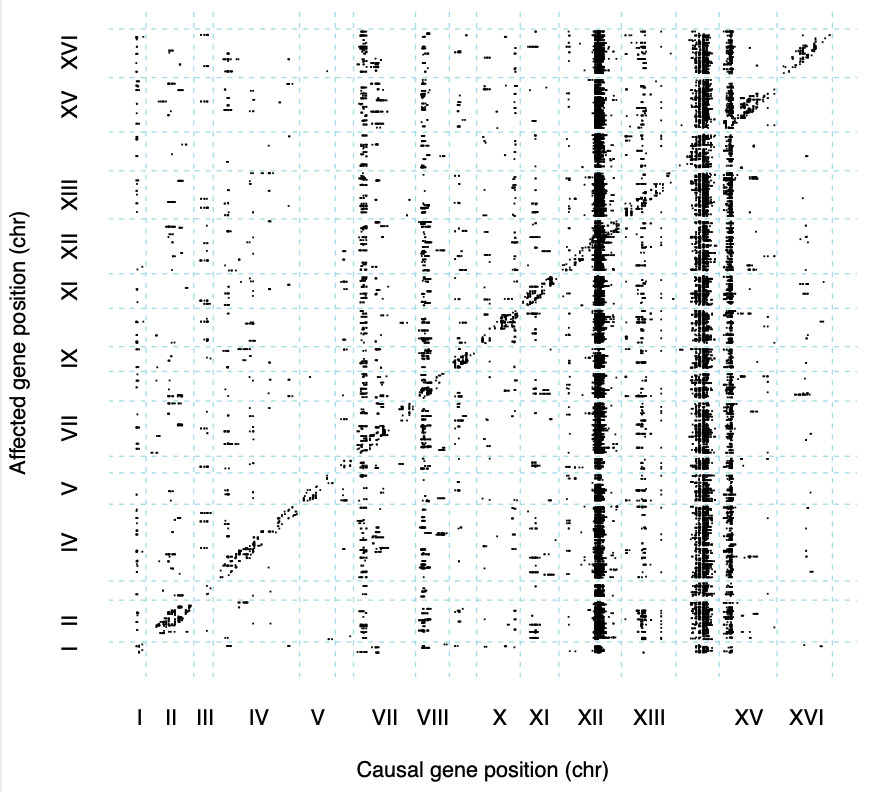 Affected gene position (chr)
XVI
XV
XIII
XII
XI
IX
VII
V
IV
II
I
I II III IV V VII VIII X XI XII XIII XV XVI
Causal gene position (chr)